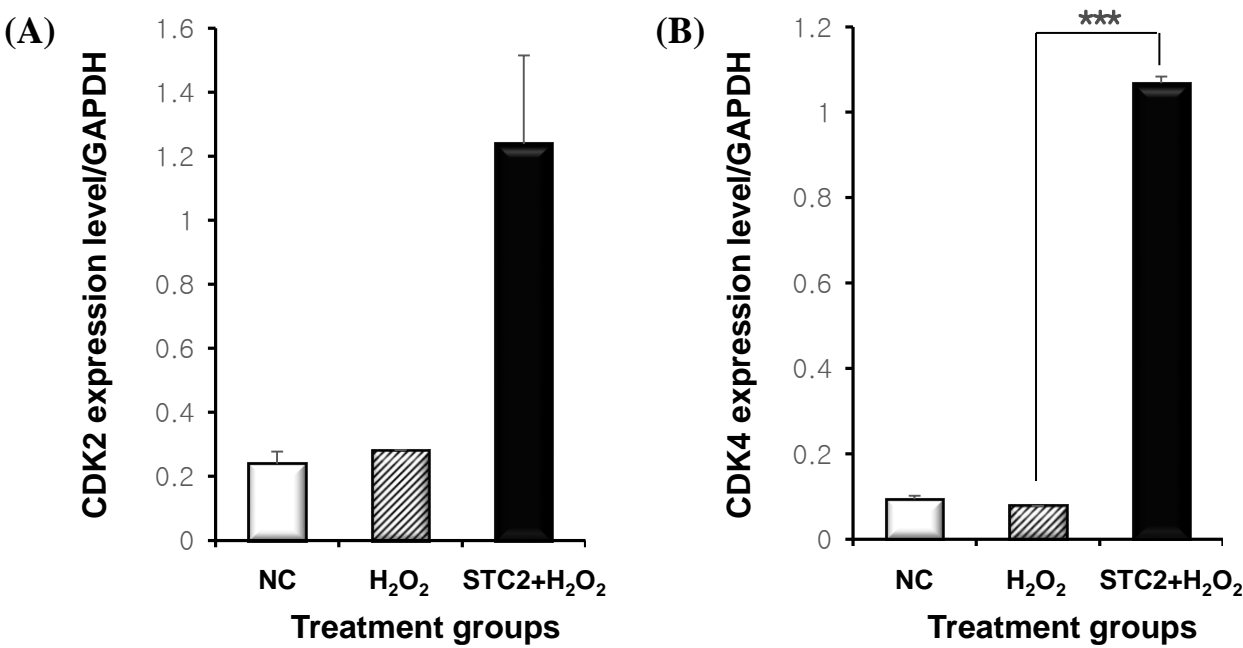 (A)
CDK2 expression level/GAPDH
1.6
1.4
1.2
1
0.8
0.6
0.4
0.2
0
NC H₂O₂ STC2+H₂O₂
Treatment groups
(B)
CDK4 expression level/GAPDH
1.2
1
0.8
0.6
0.4
0.2
0
***
NC H₂O₂ STC2+H₂O₂
Treatment groups